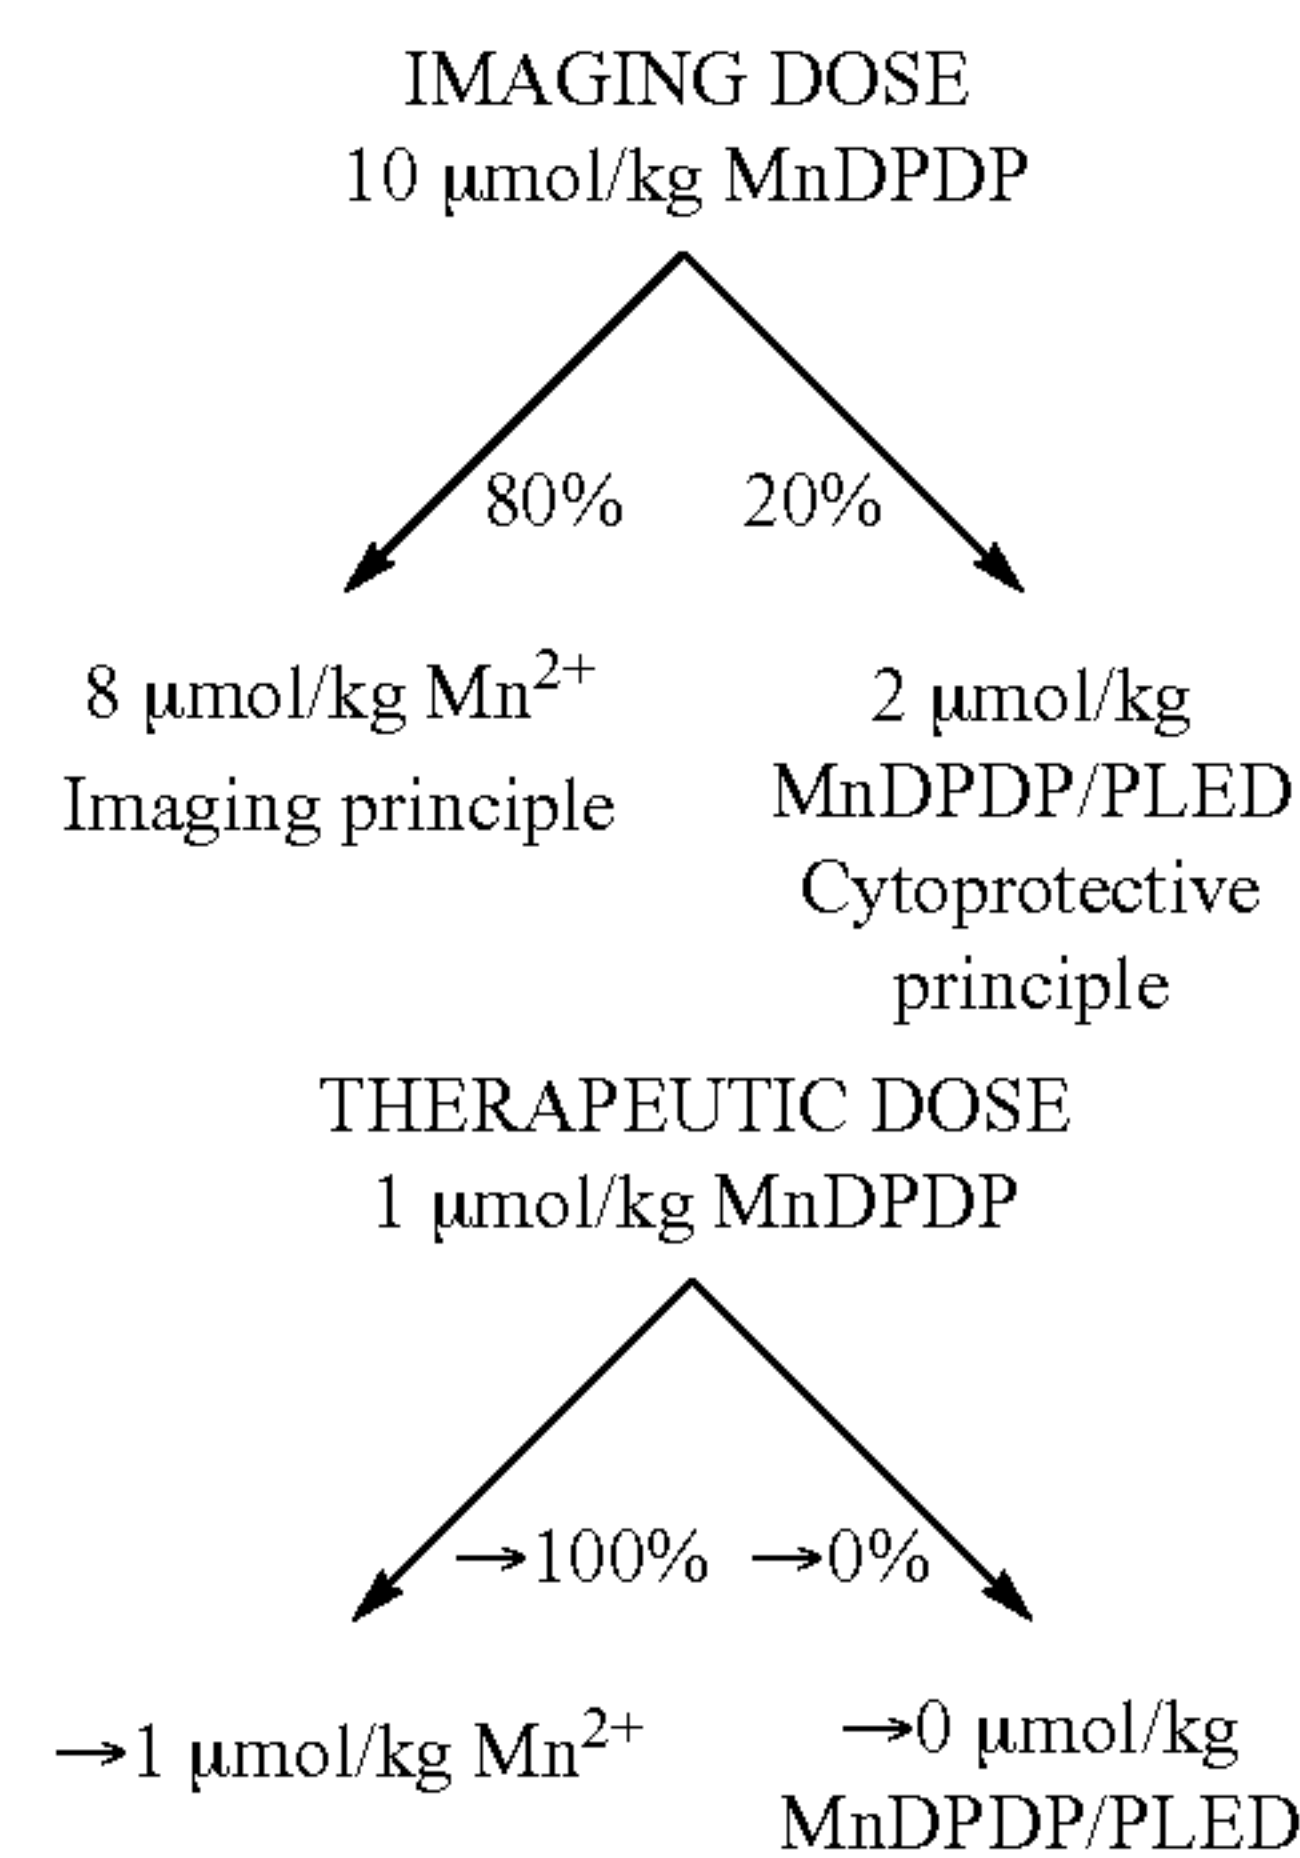 IMAGING DOSE
10 μmol/kg MnDPDP
80% 20%
8 μmol/kg Mn²⁺
Imaging principle
2 μmol/kg
MnDPDP/PLED
Cytoprotective
principle
THERAPEUTIC DOSE
1 μmol/kg MnDPDP
→100% →0%
→1 μmol/kg Mn²⁺
→0 μmol/kg
MnDPDP/PLED